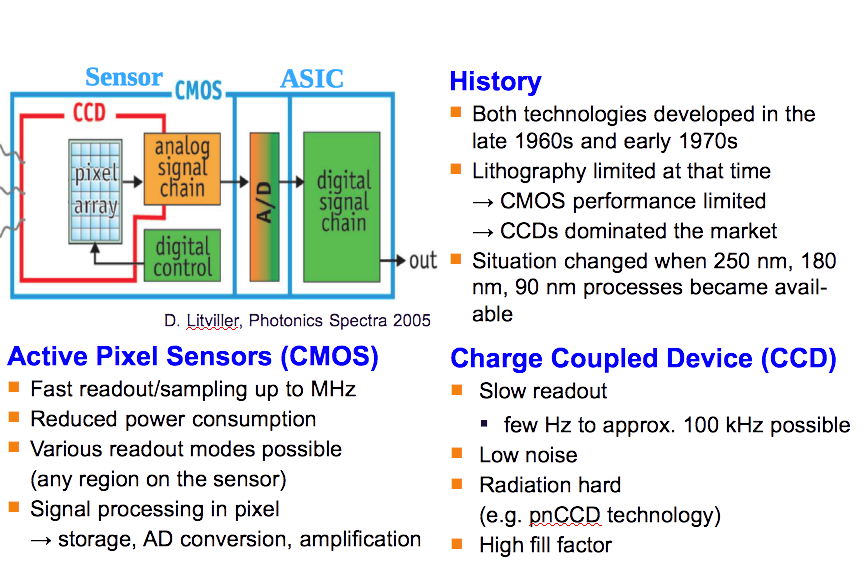 Sensor
CMOS
ASIC
CCD
pixel
array
analog
signal
chain
digital
control
A/D
digital
signal
chain
out
D. Litviller, Photonics Spectra 2005
History
Both technologies developed in the
late 1960s and early 1970s
Lithography limited at that time
→ CMOS performance limited
→ CCDs dominated the market
Situation changed when 250 nm, 180
nm, 90 nm processes became avail-
able
Active Pixel Sensors (CMOS)
Fast readout/sampling up to MHz
Reduced power consumption
Various readout modes possible
(any region on the sensor)
Signal processing in pixel
→ storage, AD conversion, amplification
Charge Coupled Device (CCD)
Slow readout
few Hz to approx. 100 kHz possible
Low noise
Radiation hard
(e.g. pnCCD technology)
High fill factor